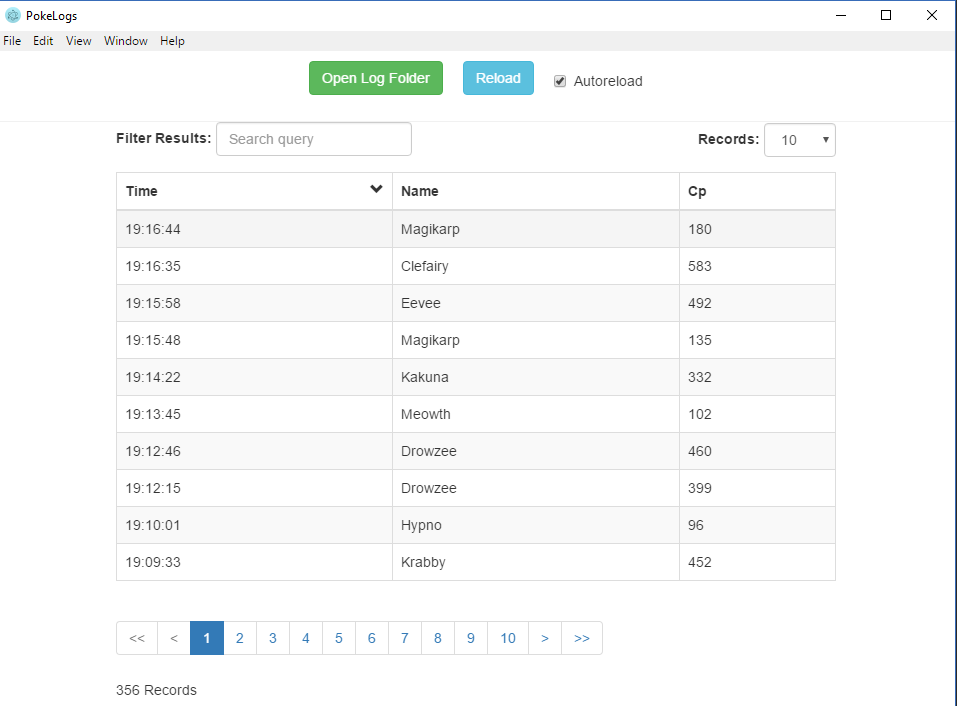 PokeLogs
File Edit View Window Help
Open Log Folder Reload Autoreload
Filter Results: Search query Records: 10
Time Name Cp
19:16:44 Magikarp 180
19:16:35 Clefairy 583
19:15:58 Eevee 492
19:15:48 Magikarp 135
19:14:22 Kakuna 332
19:13:45 Meowth 102
19:12:46 Drowzee 460
19:12:15 Drowzee 399
19:10:01 Hypno 96
19:09:33 Krabby 452
<< < 1 2 3 4 5 6 7 8 9 10 > >>
356 Records